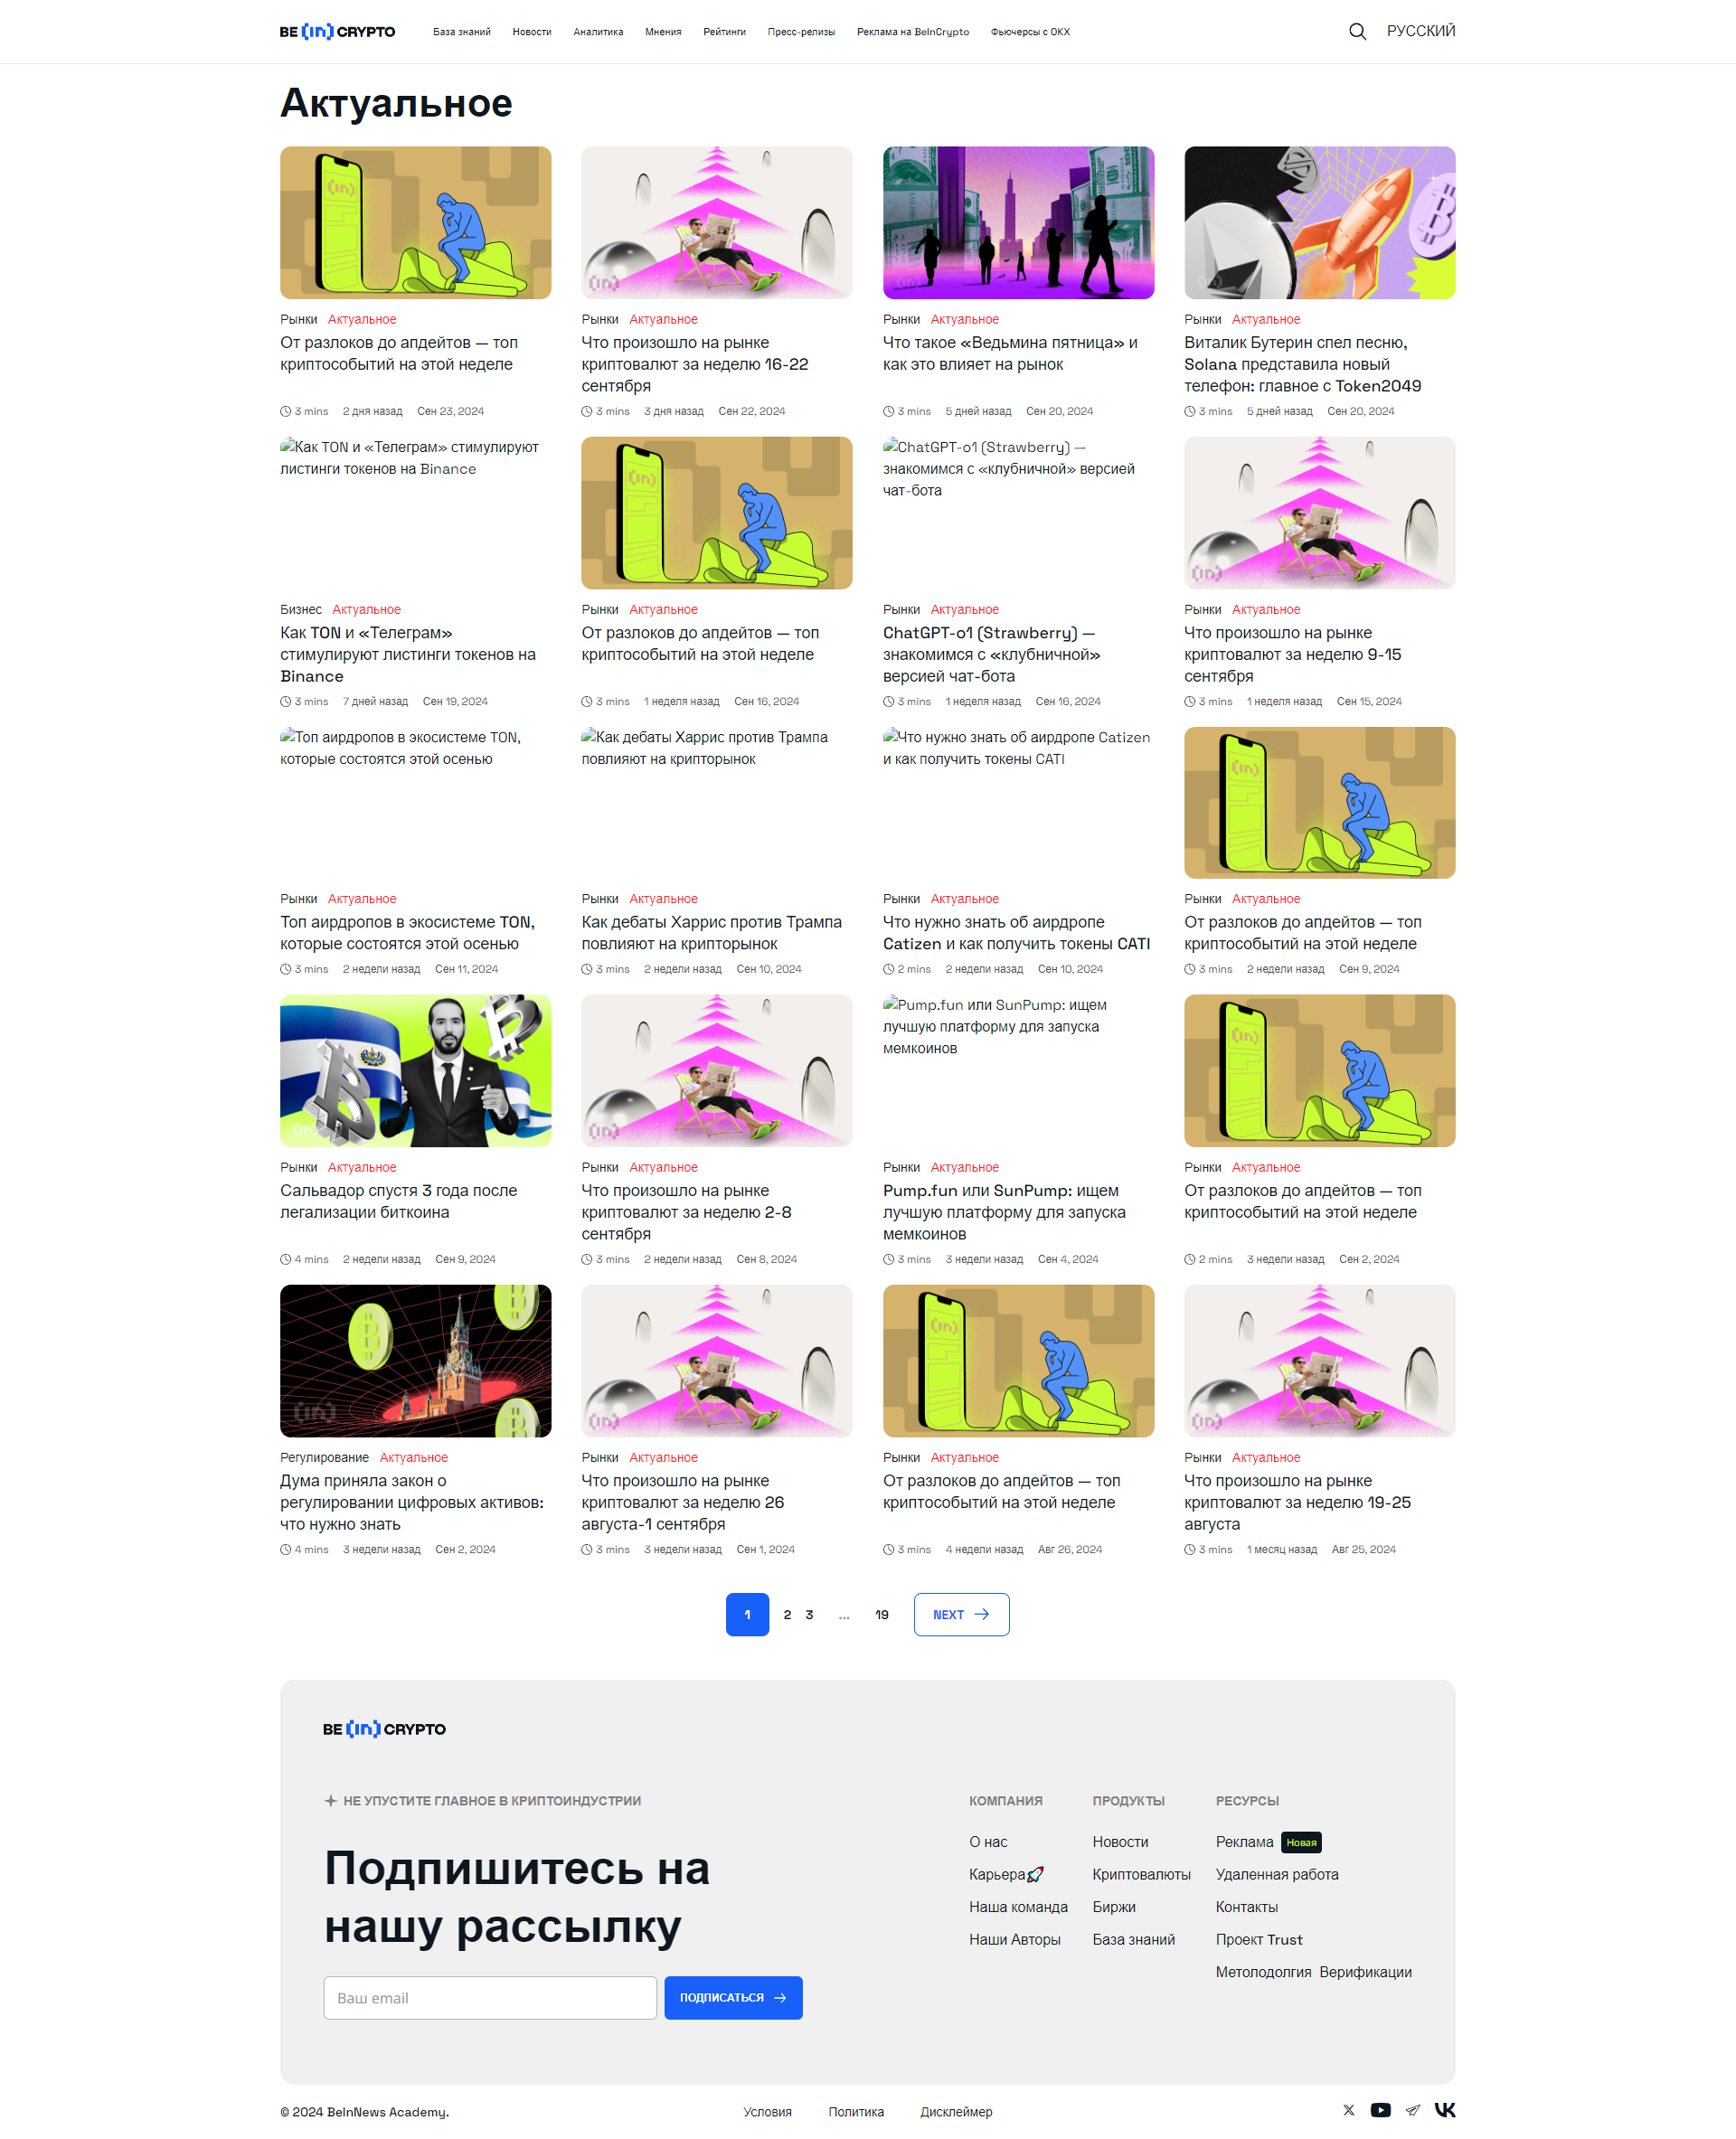 BE [in] CRYPTO
База знаний Новости Аналитика Мнения Рейтинги Пресс-релизы Реклама на BeInCrypto Фьючерсы с OKX
РУССКИЙ
Актуальное
Рынки Актуальное
От разлоков до апдейтов — топ
криптособытий на этой неделе
3 mins 2 дня назад Сен 23, 2024
Рынки Актуальное
Что произошло на рынке
криптовалют за неделю 16-22
сентября
3 mins 3 дня назад Сен 22, 2024
Рынки Актуальное
Что такое «Ведьмина пятница» и
как это влияет на рынок
3 mins 5 дней назад Сен 20, 2024
Рынки Актуальное
Виталик Бутерин спел песню,
Solana представила новый
телефон: главное с Token2049
3 mins 5 дней назад Сен 20, 2024
Как TON и «Телеграм» стимулируют
листинги токенов на Binance
Бизнес Актуальное
Как TON и «Телеграм»
стимулируют листинги токенов на
Binance
3 mins 7 дней назад Сен 19, 2024
Рынки Актуальное
От разлоков до апдейтов — топ
криптособытий на этой неделе
3 mins 1 неделя назад Сен 16, 2024
ChatGPT-o1 (Strawberry) —
знакомимся с «клубничной» версией
чат-бота
Рынки Актуальное
ChatGPT-o1 (Strawberry) —
знакомимся с «клубничной»
версией чат-бота
3 mins 1 неделя назад Сен 16, 2024
Рынки Актуальное
Что произошло на рынке
криптовалют за неделю 9-15
сентября
3 mins 1 неделя назад Сен 15, 2024
Топ аирдропов в экосистеме TON,
которые состоятся этой осенью
Рынки Актуальное
Топ аирдропов в экосистеме TON,
которые состоятся этой осенью
3 mins 2 недели назад Сен 11, 2024
Как дебаты Харрис против Трампа
повлияют на крипторынок
Рынки Актуальное
Как дебаты Харрис против Трампа
повлияют на крипторынок
3 mins 2 недели назад Сен 10, 2024
Что нужно знать об аирдропе Catizen
и как получить токены CATI
Рынки Актуальное
Что нужно знать об аирдропе
Catizen и как получить токены CATI
2 mins 2 недели назад Сен 10, 2024
Рынки Актуальное
От разлоков до апдейтов — топ
криптособытий на этой неделе
3 mins 2 недели назад Сен 9, 2024
Рынки Актуальное
Сальвадор спустя 3 года после
легализации биткоина
4 mins 2 недели назад Сен 9, 2024
Рынки Актуальное
Что произошло на рынке
криптовалют за неделю 2-8
сентября
3 mins 2 недели назад Сен 8, 2024
Pump.fun или SunPump: ищем
лучшую платформу для запуска
мемкоинов
Рынки Актуальное
Pump.fun или SunPump: ищем
лучшую платформу для запуска
мемкоинов
3 mins 3 недели назад Сен 4, 2024
Рынки Актуальное
От разлоков до апдейтов — топ
криптособытий на этой неделе
2 mins 3 недели назад Сен 2, 2024
Регулирование Актуальное
Дума приняла закон о
регулировании цифровых активов:
что нужно знать
4 mins 3 недели назад Сен 2, 2024
Рынки Актуальное
Что произошло на рынке
криптовалют за неделю 26
августа-1 сентября
3 mins 3 недели назад Сен 1, 2024
Рынки Актуальное
От разлоков до апдейтов — топ
криптособытий на этой неделе
3 mins 4 недели назад Авг 26, 2024
Рынки Актуальное
Что произошло на рынке
криптовалют за неделю 19-25
августа
3 mins 1 месяц назад Авг 25, 2024
1 2 3 ... 19 NEXT
BE [in] CRYPTO
НЕ УПУСТИТЕ ГЛАВНОЕ В КРИПТОИНДУСТРИИ
Подпишитесь на
нашу рассылку
Ваш email
ПОДПИСАТЬСЯ
КОМПАНИЯ
О нас
Карьера🚀
Наша команда
Наши Авторы
ПРОДУКТЫ
Новости
Криптовалюты
Биржи
База знаний
РЕСУРСЫ
Реклама Новая
Удаленная работа
Контакты
Проект Trust
Метолодолгия Верификации
© 2024 BeInNews Academy.
Условия Политика Дисклеймер